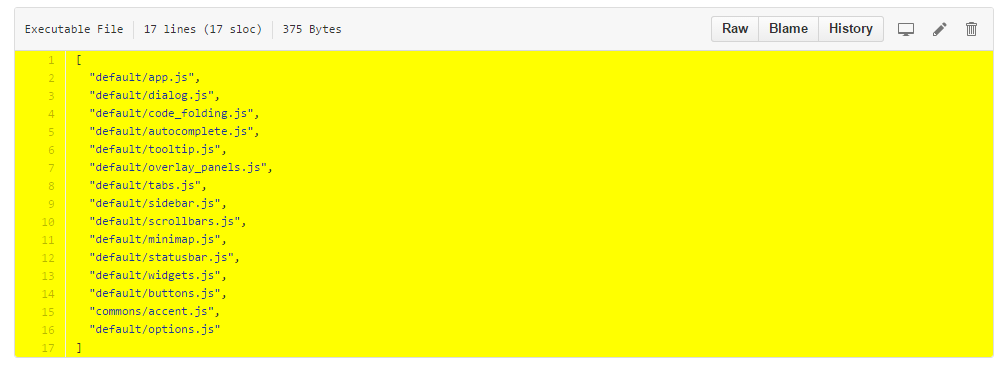 Executable File 17 lines (17 sloc) 375 Bytes Raw Blame History
1 [
2 "default/app.js",
3 "default/dialog.js",
4 "default/code_folding.js",
5 "default/autocomplete.js",
6 "default/tooltip.js",
7 "default/overlay_panels.js",
8 "default/tabs.js",
9 "default/sidebar.js",
10 "default/scrollbars.js",
11 "default/minimap.js",
12 "default/statusbar.js",
13 "default/widgets.js",
14 "default/buttons.js",
15 "commons/accent.js",
16 "default/options.js"
17 ]